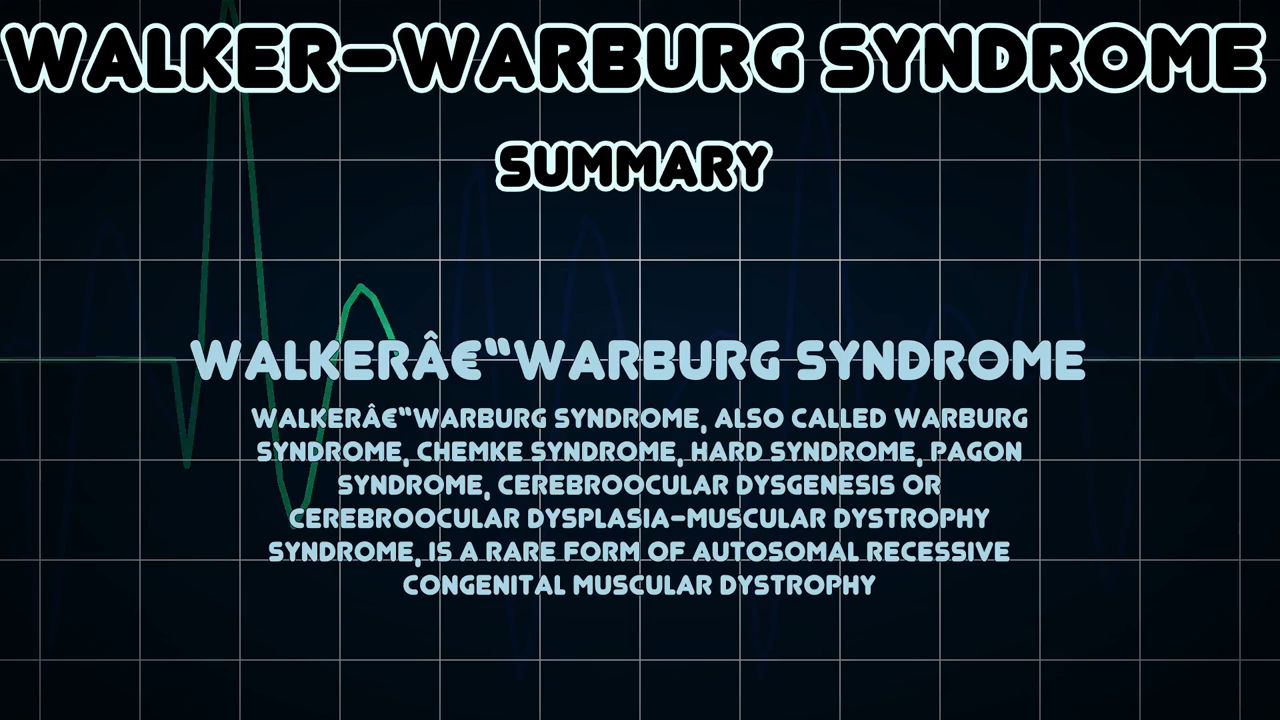 WALKER–WARBURG SYNDROME
SUMMARY
WALKERÂ€“WARBURG SYNDROME
WALKERÂ€“WARBURG SYNDROME, ALSO CALLED WARBURG
SYNDROME, CHEMKE SYNDROME, HARD SYNDROME, PAGON
SYNDROME, CEREBROOCULAR DYSGENESIS OR
CEREBROOCULAR DYSPLASIA-MUSCULAR DYSTROPHY
SYNDROME, IS A RARE FORM OF AUTOSOMAL RECESSIVE
CONGENITAL MUSCULAR DYSTROPHY